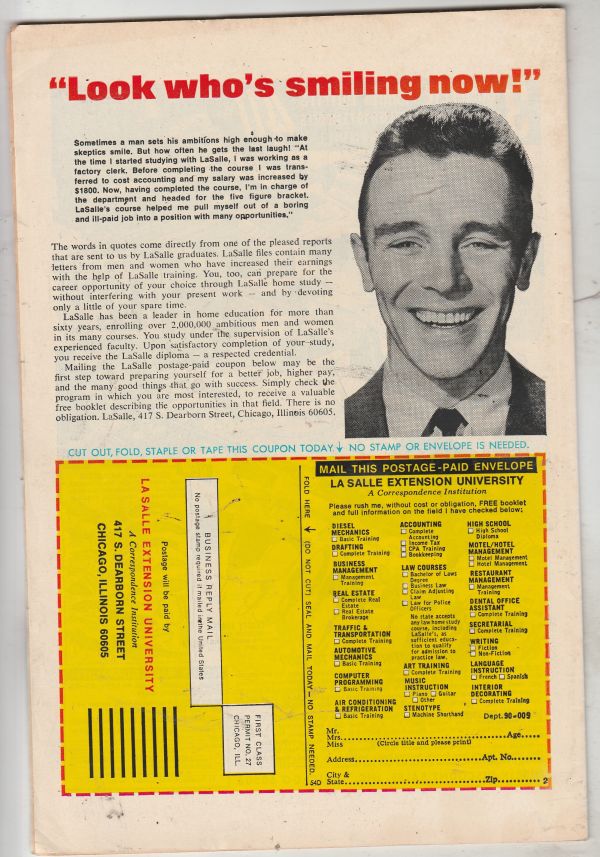 “Look who’s smiling now!”
Sometimes a man sets his ambitions high enough to make
skeptics smile. But how often he gets the last laugh! “At
the time I started studying with LaSalle, I was working as a
factory clerk. Before completing the course I was trans-
ferred to cost accounting and my salary was increased by
$1800. Now, having completed the course, I’m in charge of
the department and headed for the five figure bracket.
LaSalle’s course helped me pull myself out of a boring
and ill-paid job into a position with many opportunities.”
The words in quotes come directly from one of the pleased reports
that are sent to us by LaSalle graduates. LaSalle files contain many
letters from men and women who have increased their earnings
with the help of LaSalle training. You, too, can prepare for the
career opportunity of your choice through LaSalle home study —
without interfering with your present work — and by devoting
only a little of your spare time.
LaSalle has been a leader in home education for more than
sixty years, enrolling over 2,000,000 ambitious men and women
in its many courses. You study under the supervision of LaSalle’s
experienced faculty. Upon satisfactory completion of your study,
you receive the LaSalle diploma — a respected credential.
Mailing the LaSalle postage-paid coupon below may be the
first step toward preparing yourself for a better job, higher pay,
and the many good things that go with success. Simply check the
program in which you are most interested, to receive a valuable
free booklet describing the opportunities in that field. There is no
obligation. LaSalle, 417 S. Dearborn Street, Chicago, Illinois 60605.
CUT OUT, FOLD, STAPLE OR TAPE THIS COUPON TODAY ↓ NO STAMP OR ENVELOPE IS NEEDED.
BUSINESS REPLY MAIL
No postage stamp required if mailed in the United States
FIRST CLASS
PERMIT NO. 27
CHICAGO, ILL.
Postage will be paid by
LA SALLE EXTENSION UNIVERSITY
A Correspondence Institution
417 S. DEARBORN STREET
CHICAGO, ILLINOIS 60605
FOLD HERE → (DO NOT CUT) SEAL AND MAIL TODAY — NO STAMP NEEDED.
54D
MAIL THIS POSTAGE-PAID ENVELOPE
LA SALLE EXTENSION UNIVERSITY
A Correspondence Institution
Please rush me, without cost or obligation, FREE booklet
and full information on the field I have checked below:
DIESEL
MECHANICS
□ Basic Training
DRAFTING
□ Complete Training
BUSINESS
MANAGEMENT
□ Management
Training
REAL ESTATE
□ Complete Real
Estate
□ Real Estate
Brokerage
TRAFFIC &
TRANSPORTATION
□ Complete Training
AUTOMOTIVE
MECHANICS
□ Basic Training
COMPUTER
PROGRAMMING
□ Basic Training
AIR CONDITIONING
& REFRIGERATION
□ Basic Training
ACCOUNTING
□ Complete
Accounting
□ Income Tax
□ CPA Training
□ Bookkeeping
LAW COURSES
□ Bachelor of Laws
Degree
□ Business Law
□ Claim Adjusting
Law
□ Law for Police
Officers
No state accepts
any law home study
course, including
LaSalle’s, as
sufficient educa-
tion to qualify
for admission to
practice law.
ART TRAINING
□ Complete Training
MUSIC
INSTRUCTION
□ Piano □ Guitar
□ Other
STENOTYPE
□ Machine Shorthand
HIGH SCHOOL
□ High School
Diploma
MOTEL/HOTEL
MANAGEMENT
□ Motel Management
□ Hotel Management
RESTAURANT
MANAGEMENT
□ Management
Training
DENTAL OFFICE
ASSISTANT
□ Complete Training
SECRETARIAL
□ Complete Training
WRITING
□ Fiction
□ Non-Fiction
LANGUAGE
INSTRUCTION
□ French □ Spanish
INTERIOR
DECORATING
□ Complete Training
Dept. 90-009
Mr.
Mrs. Age
Miss (Circle title and please print)
Address Apt. No.
City &
State Zip 2